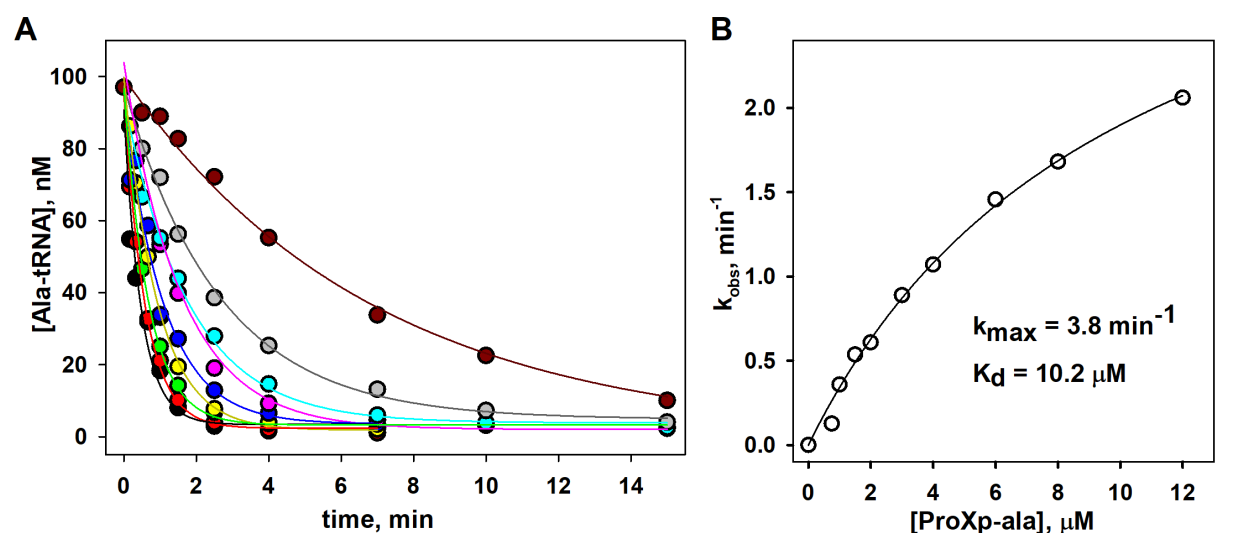 A
[Ala-tRNA], nM
100
80
60
40
20
0
0 2 4 6 8 10 12 14
time, min
B
kobs, min-1
2.0
1.5
1.0
0.5
0.0
kmax = 3.8 min-1
Kd = 10.2 μM
0 2 4 6 8 10 12
[ProXp-ala], μM